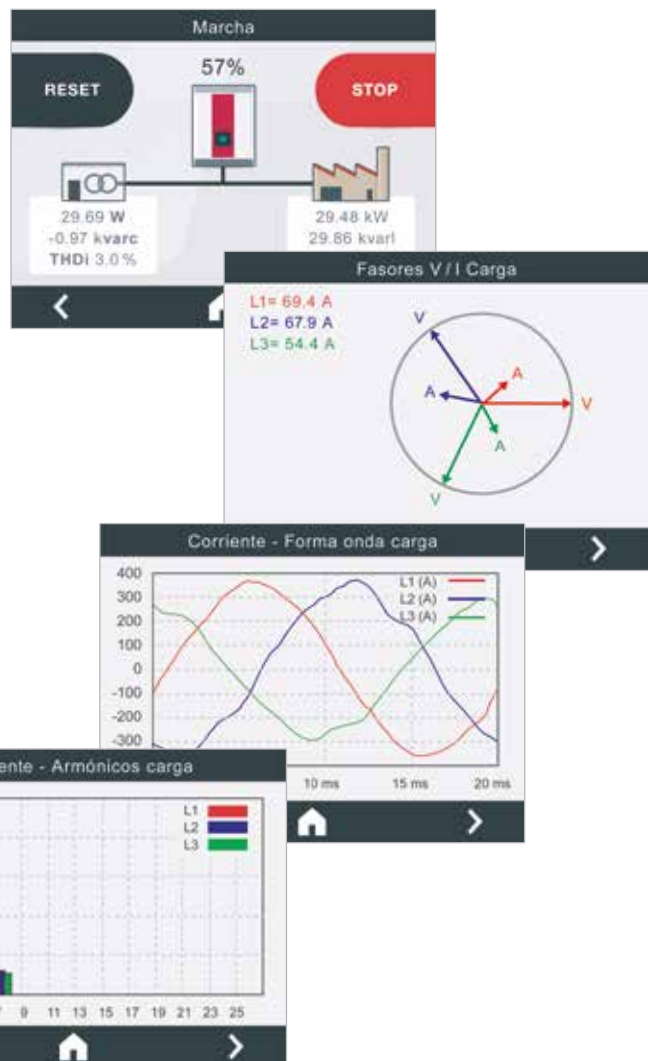 Marcha
RESET
57%
STOP
29.69 W
-0.97 kvarc
THDi 3.0 %
29.48 kW
29.86 kvarl
Fasores V / I Carga
L1= 69.4 A
L2= 67.9 A
L3= 54.4 A
V
A
A
V
A
V
Corriente - Forma onda carga
400
300
200
100
0
-100
-200
-300
L1 (A)
L2 (A)
L3 (A)
10 ms 15 ms 20 ms
ente - Armónicos carga
L1
L2
L3
9 11 13 15 17 19 21 23 25